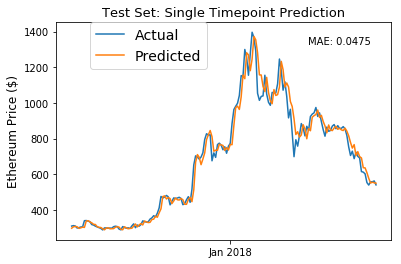 Test Set: Single Timepoint Prediction
Actual
Predicted
MAE: 0.0475
Ethereum Price ($)
1400
1200
1000
800
600
400
Jan 2018